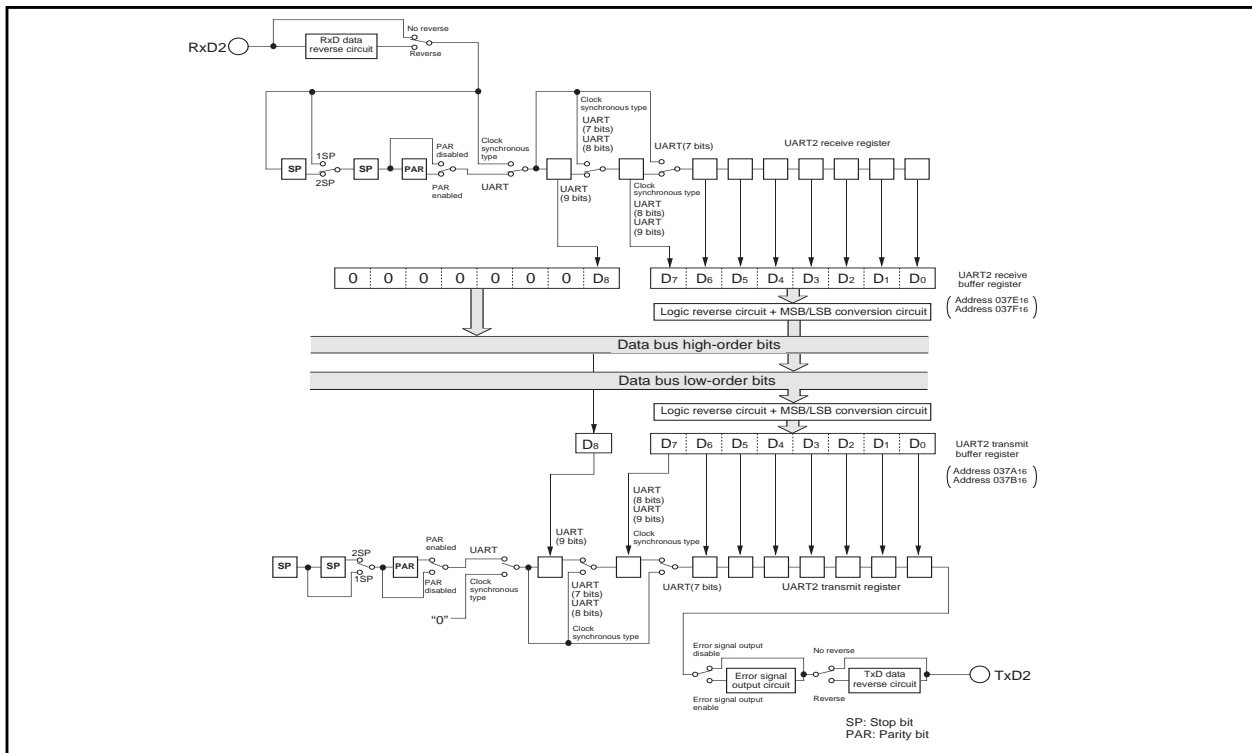 No reverse
RxD2
RxD data
reverse circuit
Reverse
Clock
synchronous type
UART
(7 bits)
UART
(8 bits)
UART(7 bits)
UART2 receive register
1SP
PAR
disabled
Clock
synchronous
type
SP
SP
PAR
2SP
PAR
enabled
UART
UART
(9 bits)
Clock
synchronous type
UART
(8 bits)
UART
(9 bits)
0 0 0 0 0 0 0 D8
D7 D6 D5 D4 D3 D2 D1 D0
UART2 receive
buffer register
Address 037E16
Address 037F16
Logic reverse circuit + MSB/LSB conversion circuit
Data bus high-order bits
Data bus low-order bits
Logic reverse circuit + MSB/LSB conversion circuit
D8
D7 D6 D5 D4 D3 D2 D1 D0
UART2 transmit
buffer register
Address 037A16
Address 037B16
UART
(8 bits)
UART
(9 bits)
UART
(9 bits)
Clock
synchronous type
PAR
enabled
UART
2SP
SP
SP
PAR
1SP
PAR
disabled
Clock
synchronous
type
"0"
UART
(7 bits)
UART
(8 bits)
UART(7 bits)
UART2 transmit register
Clock
synchronous type
Error signal output
disable
No reverse
Error signal
output circuit
TxD data
reverse circuit
TxD2
Error signal output
enable
Reverse
SP: Stop bit
PAR: Parity bit